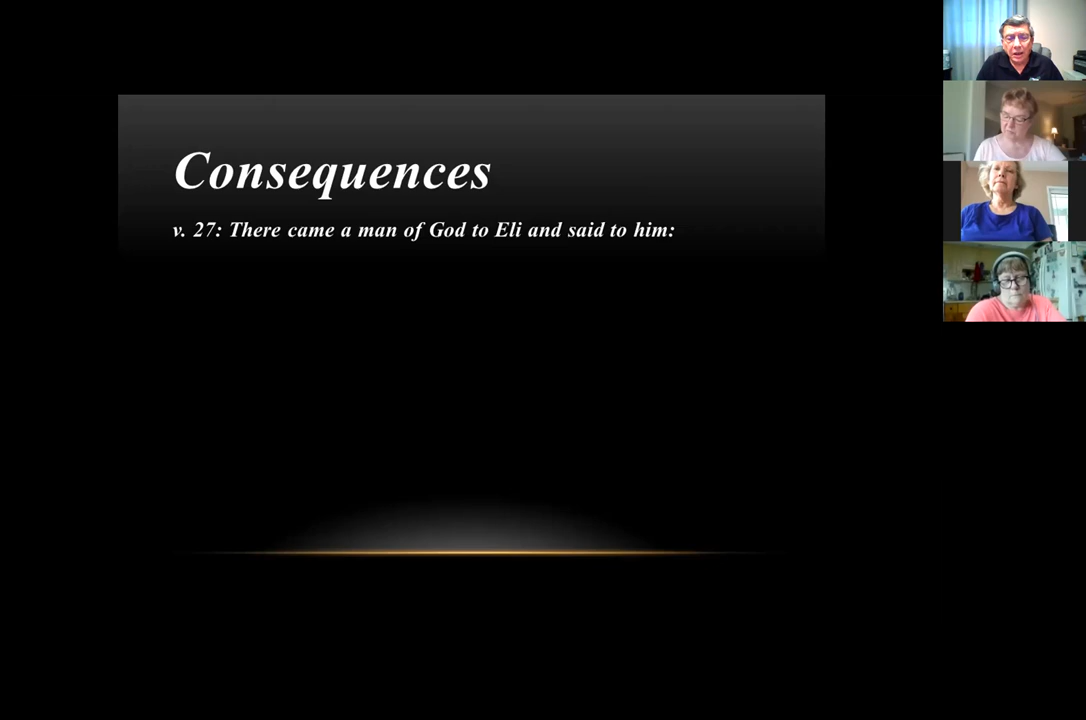 Consequences
v. 27: There came a man of God to Eli and said to him: